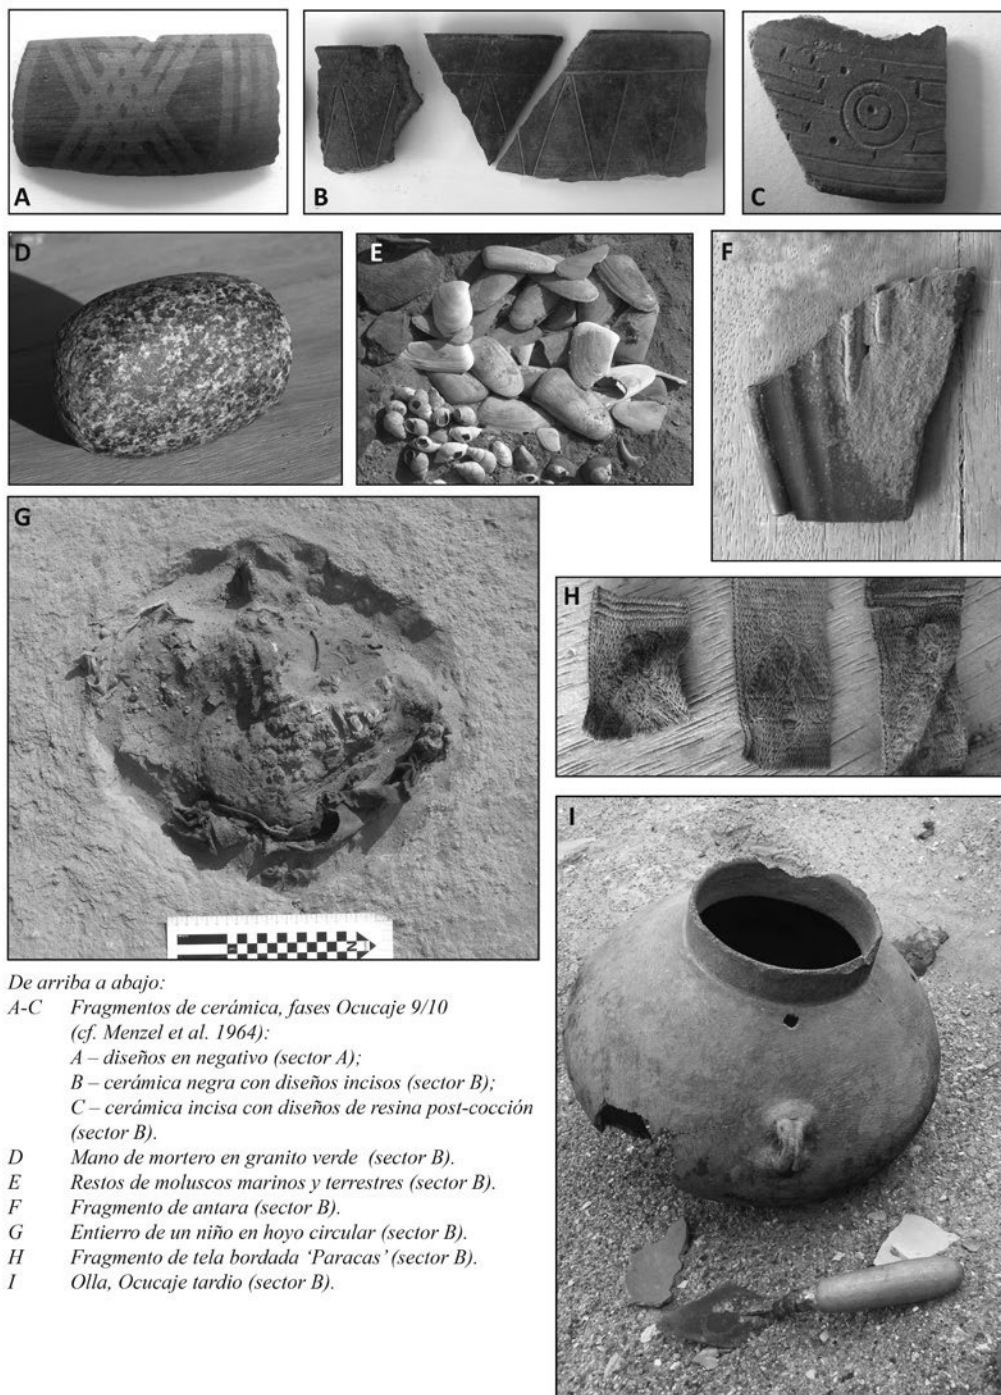 A
B
C
D
E
F
G
H
I
N
De arriba a abajo:
A-C Fragmentos de cerámica, fases Ocucaje 9/10
(cf. Menzel et al. 1964):
A – diseños en negativo (sector A);
B – cerámica negra con diseños incisos (sector B);
C – cerámica incisa con diseños de resina post-cocción
(sector B).
D Mano de mortero en granito verde (sector B).
E Restos de moluscos marinos y terrestres (sector B).
F Fragmento de antara (sector B).
G Entierro de un niño en hoyo circular (sector B).
H Fragmento de tela bordada ‘Paracas’ (sector B).
I Olla, Ocucaje tardio (sector B).